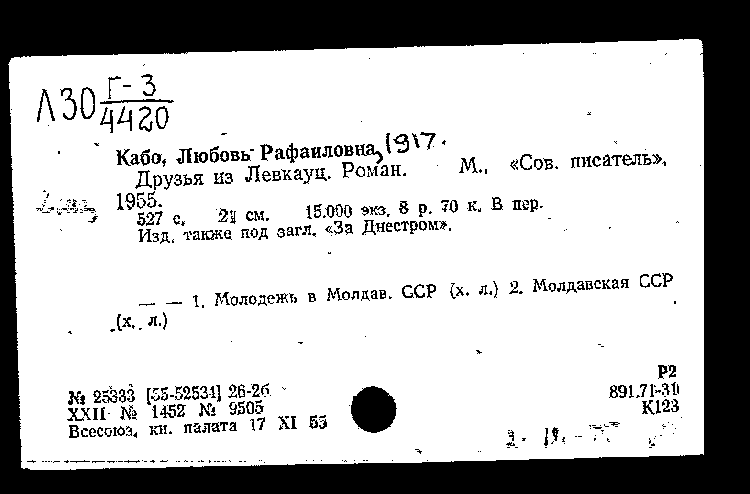 Л30 Г-3
4420
Кабо, Любовь Рафаиловна, 1917.
Друзья из Левкауц. Роман. М., «Сов. писатель»,
1955.
527 с. 21 см. 15.000 экз. 8 р. 70 к. В пер.
Изд. также под загл. «За Днестром».
— — 1. Молодежь в Молдав. ССР (х. л.) 2. Молдавская ССР
(х. л.)
Р2
№ 25333 [55-52531] 26-26
891.71-31
XXII № 1452 № 9505
К123
Всесоюз. кн. палата 17 XI 55